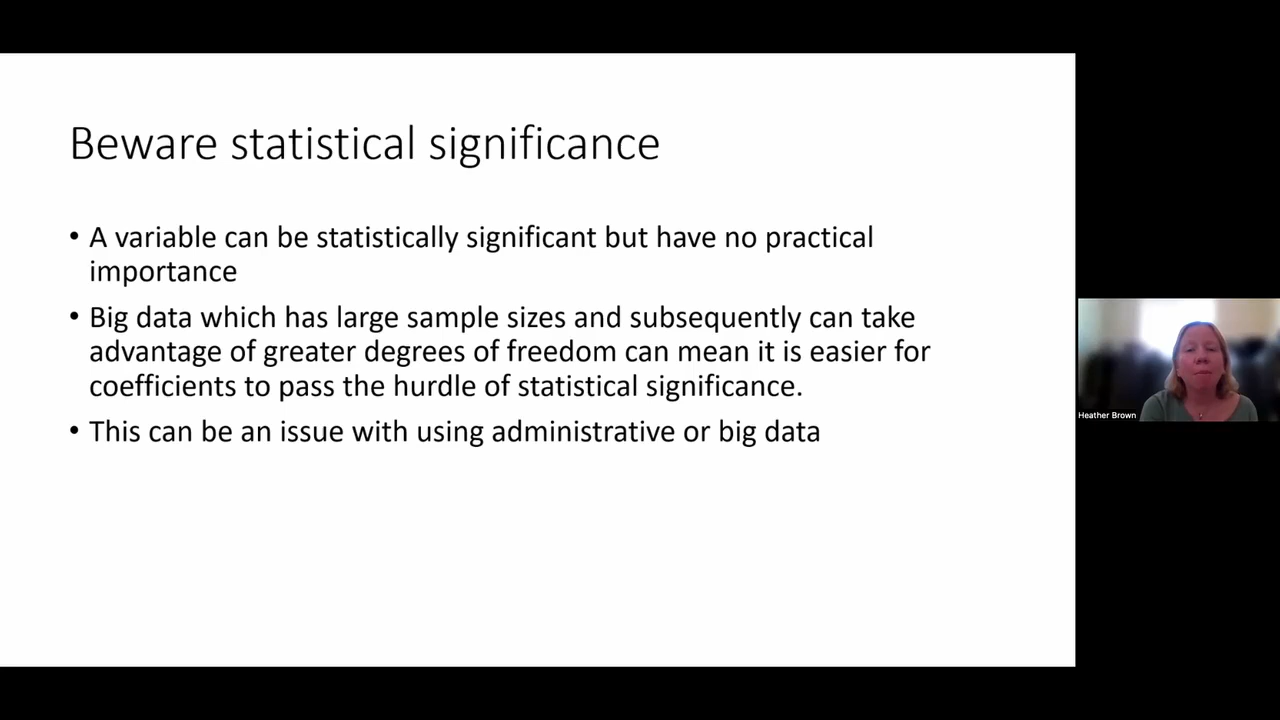 Beware statistical significance
• A variable can be statistically significant but have no practical
importance
• Big data which has large sample sizes and subsequently can take
advantage of greater degrees of freedom can mean it is easier for
coefficients to pass the hurdle of statistical significance.
• This can be an issue with using administrative or big data
Heather Brown